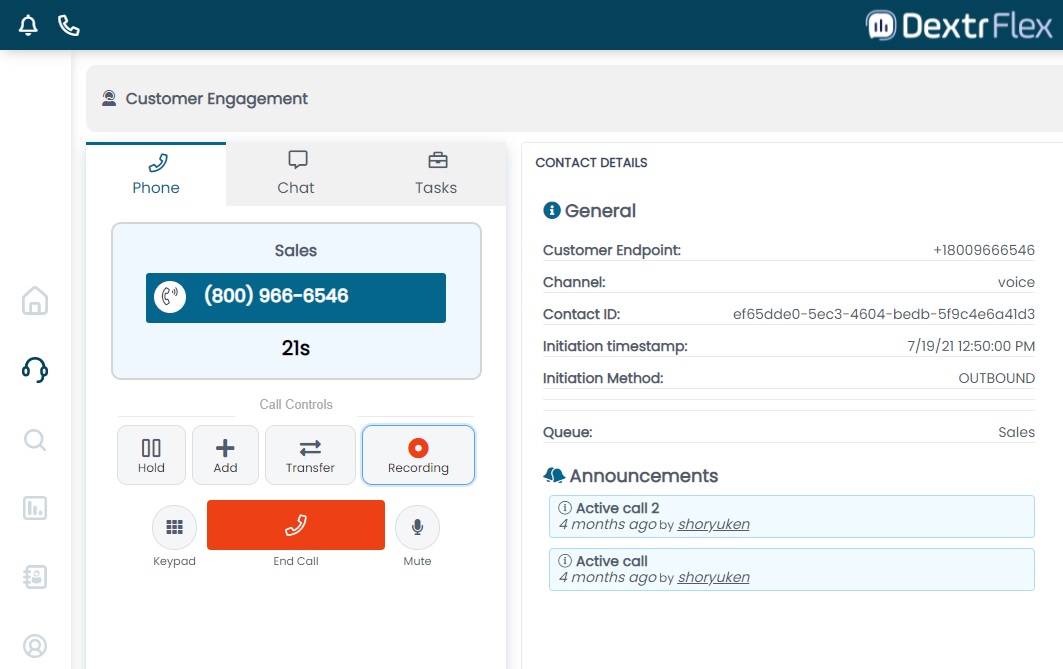 DextrFlex
Customer Engagement
Phone
Chat
Tasks
Sales
(800) 966-6546
21s
Call Controls
Hold
Add
Transfer
Recording
Keypad
End Call
Mute
CONTACT DETAILS
General
Customer Endpoint: +18009666546
Channel: voice
Contact ID: ef65dde0-5ec3-4604-bedb-5f9c4e6a41d3
Initiation timestamp: 7/19/21 12:50:00 PM
Initiation Method: OUTBOUND
Queue: Sales
Announcements
Active call 2
4 months ago by shoryuken
Active call
4 months ago by shoryuken